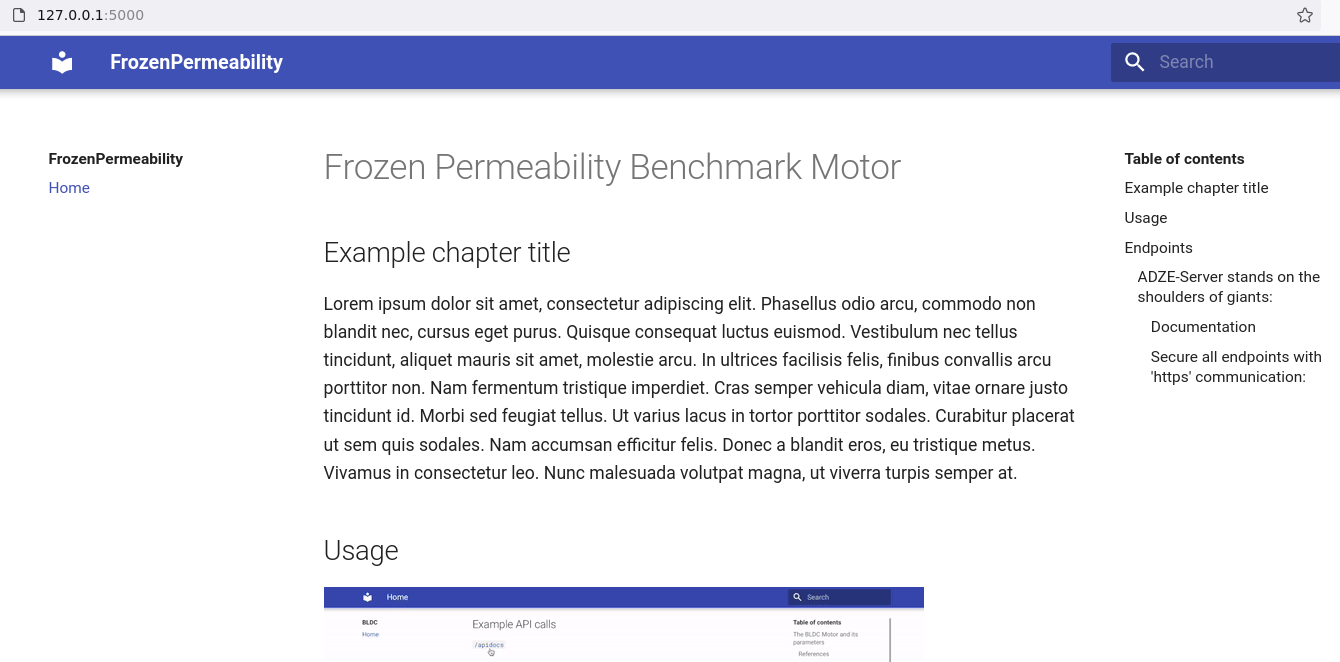 127.0.0.1:5000
FrozenPermeability
Search
FrozenPermeability
Home
Frozen Permeability Benchmark Motor
Example chapter title
Lorem ipsum dolor sit amet, consectetur adipiscing elit. Phasellus odio arcu, commodo non
blandit nec, cursus eget purus. Quisque consequat luctus euismod. Vestibulum nec tellus
tincidunt, aliquet mauris sit amet, molestie arcu. In ultrices facilisis felis, finibus convallis arcu
porttitor non. Nam fermentum tristique imperdiet. Cras semper vehicula diam, vitae ornare justo
tincidunt id. Morbi sed feugiat tellus. Ut varius lacus in tortor porttitor sodales. Curabitur placerat
ut sem quis sodales. Nam accumsan efficitur felis. Donec a blandit eros, eu tristique metus.
Vivamus in consectetur leo. Nunc malesuada volutpat magna, ut viverra turpis semper at.
Usage
Home
Search
BLDC
Home
Example API calls
/apidocs
Table of contents
The BLDC Motor and its
parameters
References
Table of contents
Example chapter title
Usage
Endpoints
ADZE-Server stands on the
shoulders of giants:
Documentation
Secure all endpoints with
'https' communication: